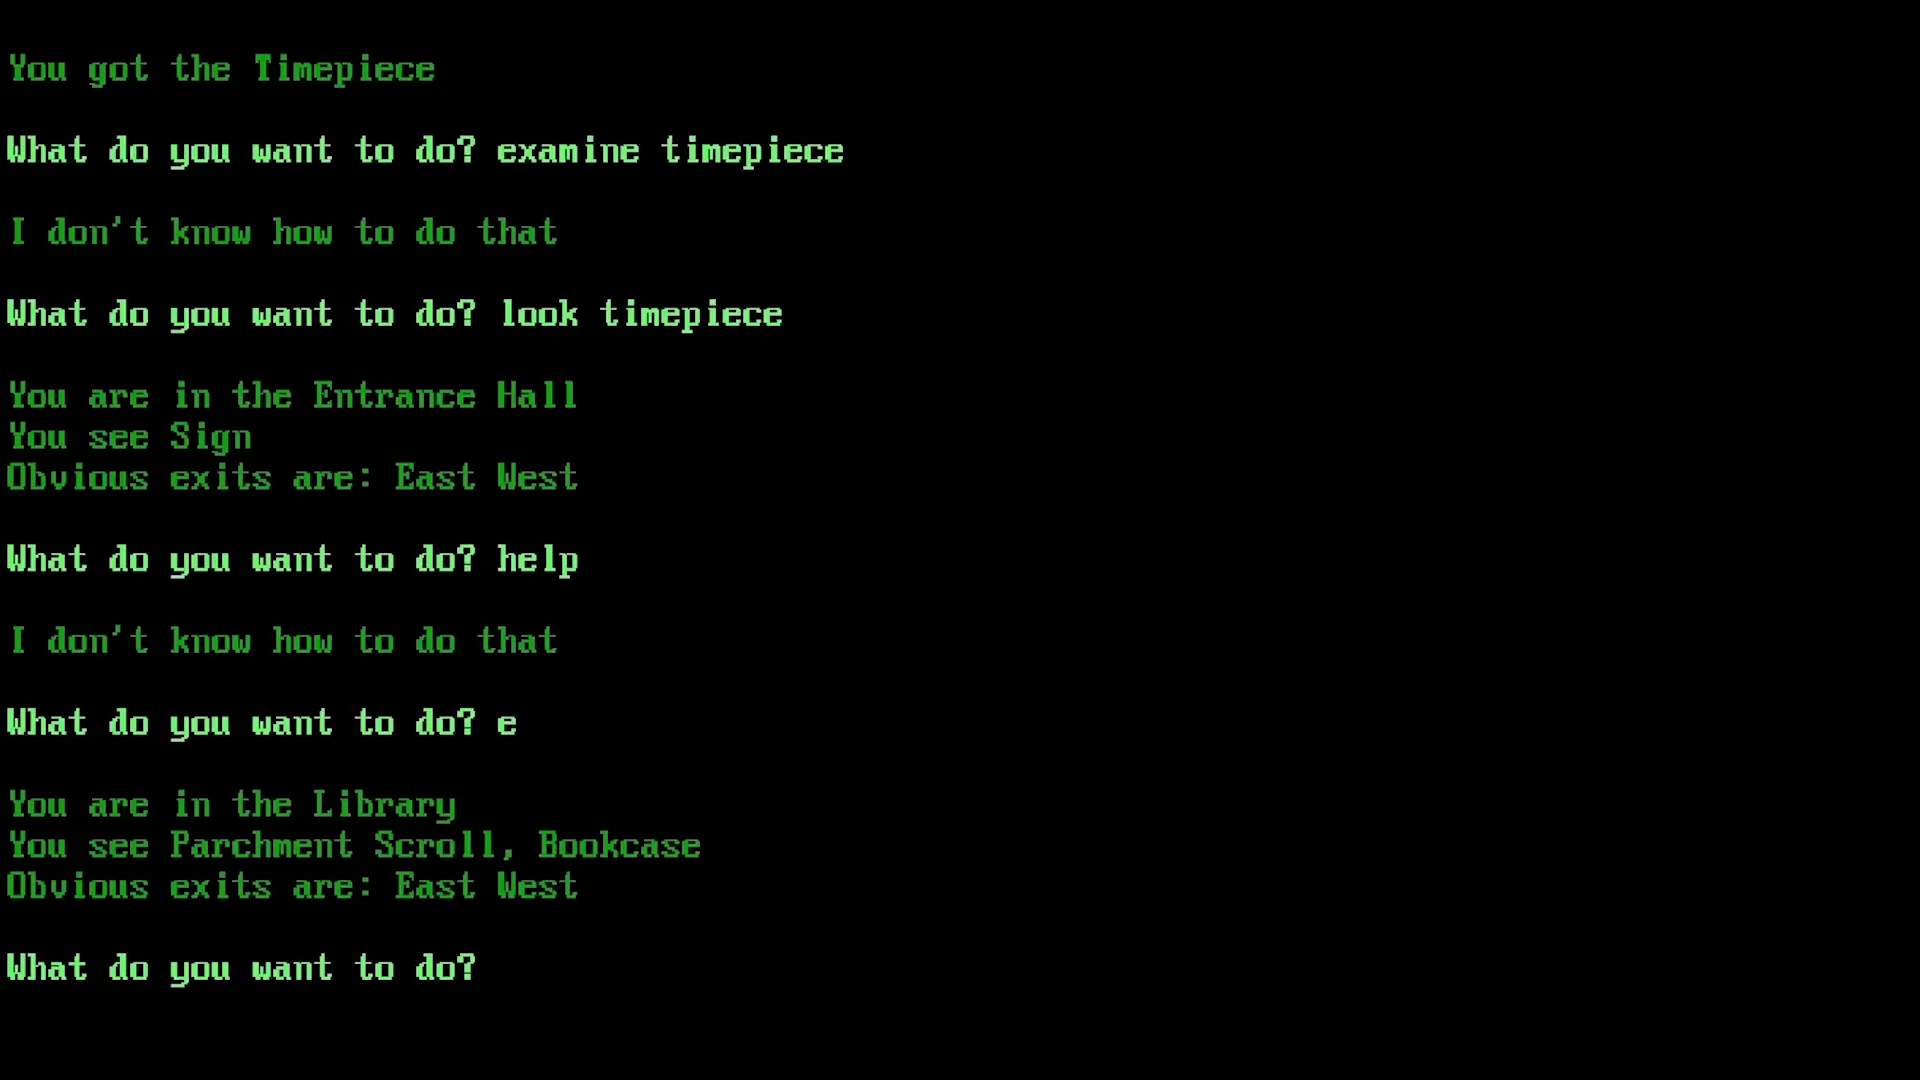 You got the Timepiece
What do you want to do? examine timepiece
I don't know how to do that
What do you want to do? look timepiece
You are in the Entrance Hall
You see Sign
Obvious exits are: East West
What do you want to do? help
I don't know how to do that
What do you want to do? e
You are in the Library
You see Parchment Scroll, Bookcase
Obvious exits are: East West
What do you want to do?